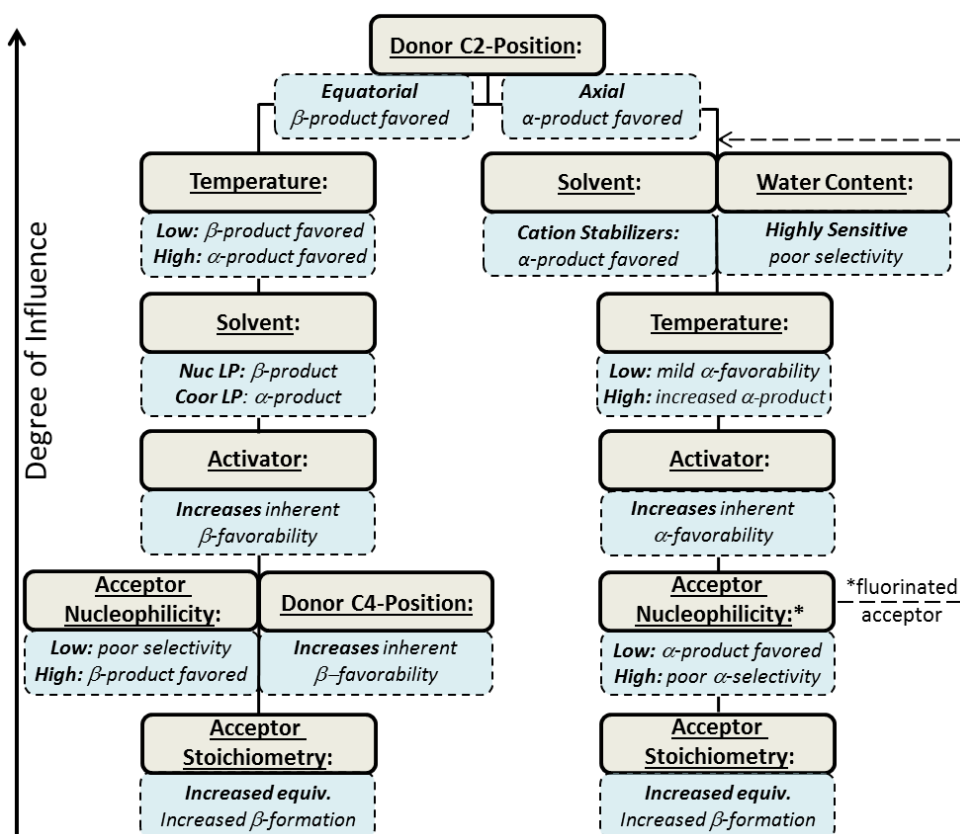 Degree of Influence
Donor C2-Position:
Equatorial
β-product favored
Axial
α-product favored
Temperature:
Low: β-product favored
High: α-product favored
Solvent:
Nuc LP: β-product
Coor LP: α-product
Activator:
Increases inherent
β-favorability
Acceptor
Nucleophilicity:
Low: poor selectivity
High: β-product favored
Donor C4-Position:
Increases inherent
β–favorability
Acceptor
Stoichiometry:
Increased equiv.
Increased β-formation
Solvent:
Cation Stabilizers:
α-product favored
Water Content:
Highly Sensitive
poor selectivity
Temperature:
Low: mild α-favorability
High: increased α-product
Activator:
Increases inherent
α-favorability
Acceptor
Nucleophilicity:*
Low: α-product favored
High: poor α-selectivity
*fluorinated
acceptor
Acceptor
Stoichiometry:
Increased equiv.
Increased β-formation